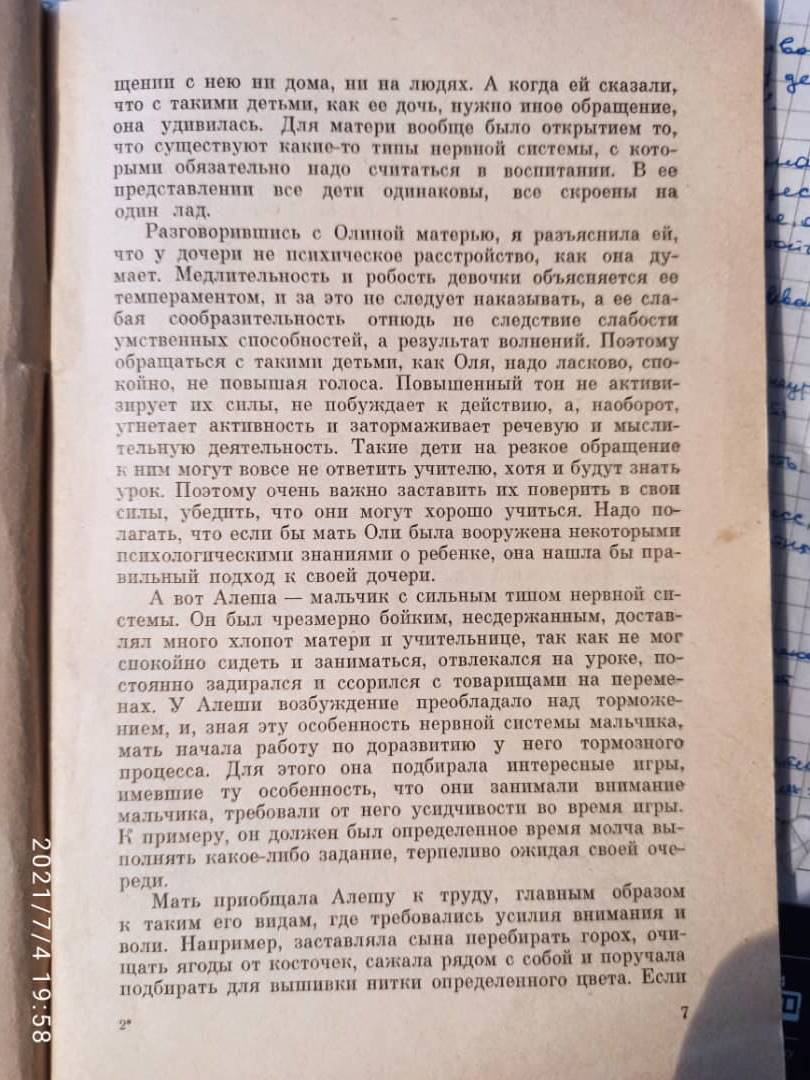 щении с нею ни дома, ни на людях. А когда ей сказали,
что с такими детьми, как ее дочь, нужно иное обращение,
она удивилась. Для матери вообще было открытием то,
что существуют какие-то типы нервной системы, с кото-
рыми обязательно надо считаться в воспитании. В ее
представлении все дети одинаковы, все скроены на
один лад.
Разговорившись с Олиной матерью, я разъяснила ей,
что у дочери не психическое расстройство, как она ду-
мает. Медлительность и робость девочки объясняется ее
темпераментом, и за это не следует наказывать, а ее сла-
бая сообразительность отнюдь не следствие слабости
умственных способностей, а результат волнений. Поэтому
обращаться с такими детьми, как Оля, надо ласково, спо-
койно, не повышая голоса. Повышенный тон не активи-
зирует их силы, не побуждает к действию, а, наоборот,
угнетает активность и затормаживает речевую и мысли-
тельную деятельность. Такие дети на резкое обращение
к ним могут вовсе не ответить учителю, хотя и будут знать
урок. Поэтому очень важно заставить их поверить в свои
силы, убедить, что они могут хорошо учиться. Надо по-
лагать, что если бы мать Оли была вооружена некоторыми
психологическими знаниями о ребенке, она нашла бы пра-
вильный подход к своей дочери.
А вот Алеша — мальчик с сильным типом нервной си-
стемы. Он был чрезмерно бойким, несдержанным, достав-
лял много хлопот матери и учительнице, так как не мог
спокойно сидеть и заниматься, отвлекался на уроке, по-
стоянно задирался и ссорился с товарищами на переме-
нах. У Алеши возбуждение преобладало над торможе-
нием, и, зная эту особенность нервной системы мальчика,
мать начала работу по доразвитию у него тормозного
процесса. Для этого она подбирала интересные игры,
имевшие ту особенность, что они занимали внимание
мальчика, требовали от него усидчивости во время игры.
К примеру, он должен был определенное время молча вы-
полнять какое-либо задание, терпеливо ожидая своей оче-
реди.
Мать приобщала Алешу к труду, главным образом
к таким его видам, где требовались усилия внимания и
воли. Например, заставляла сына перебирать горох, очи-
щать ягоды от косточек, сажала рядом с собой и поручала
подбирать для вышивки нитки определенного цвета. Если
2*
7
2021/7/4 19:58